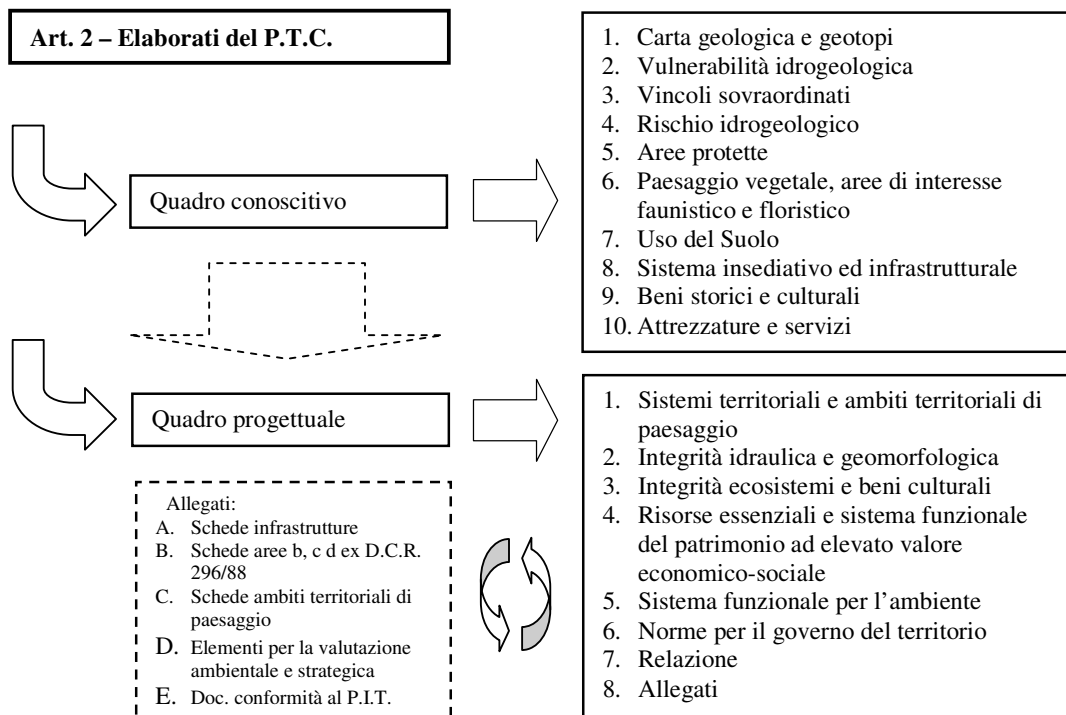 Art. 2 – Elaborati del P.T.C.
Quadro conoscitivo
1. Carta geologica e geotopi
2. Vulnerabilità idrogeologica
3. Vincoli sovraordinati
4. Rischio idrogeologico
5. Aree protette
6. Paesaggio vegetale, aree di interesse
faunistico e floristico
7. Uso del Suolo
8. Sistema insediativo ed infrastrutturale
9. Beni storici e culturali
10. Attrezzature e servizi
Quadro progettuale
1. Sistemi territoriali e ambiti territoriali di
paesaggio
2. Integrità idraulica e geomorfologica
3. Integrità ecosistemi e beni culturali
4. Risorse essenziali e sistema funzionale
del patrimonio ad elevato valore
economico-sociale
5. Sistema funzionale per l’ambiente
6. Norme per il governo del territorio
7. Relazione
8. Allegati
Allegati:
A. Schede infrastrutture
B. Schede aree b, c d ex D.C.R.
296/88
C. Schede ambiti territoriali di
paesaggio
D. Elementi per la valutazione
ambientale e strategica
E. Doc. conformità al P.I.T.